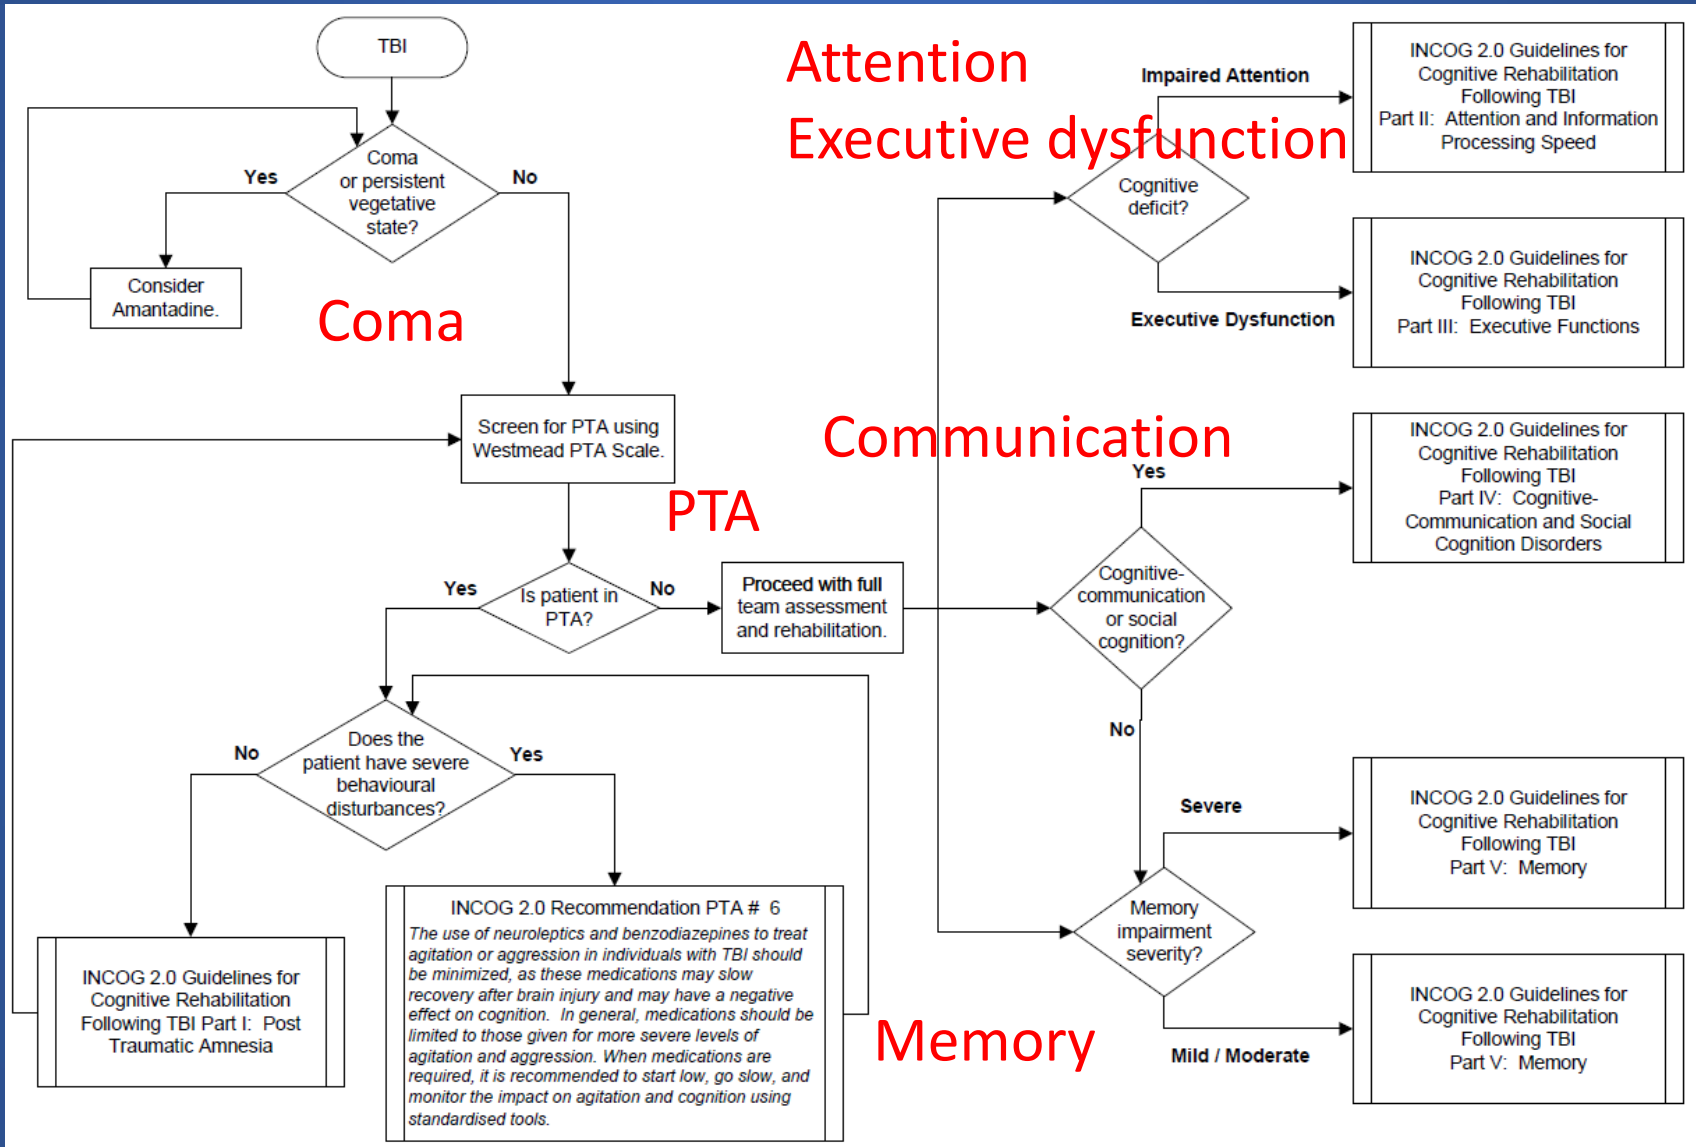 TBI
Coma
or persistent
vegetative
state?
Yes
No
Consider
Amantadine.
Coma
Screen for PTA using
Westmead PTA Scale.
PTA
Is patient in
PTA?
Yes
No
Proceed with full
team assessment
and rehabilitation.
Does the
patient have severe
behavioural
disturbances?
No
Yes
INCOG 2.0 Guidelines for
Cognitive Rehabilitation
Following TBI Part I: Post
Traumatic Amnesia
INCOG 2.0 Recommendation PTA # 6
The use of neuroleptics and benzodiazepines to treat
agitation or aggression in individuals with TBI should
be minimized, as these medications may slow
recovery after brain injury and may have a negative
effect on cognition. In general, medications should be
limited to those given for more severe levels of
agitation and aggression. When medications are
required, it is recommended to start low, go slow, and
monitor the impact on agitation and cognition using
standardised tools.
Attention
Executive dysfunction
Impaired Attention
Cognitive
deficit?
Executive Dysfunction
INCOG 2.0 Guidelines for
Cognitive Rehabilitation
Following TBI
Part II: Attention and Information
Processing Speed
INCOG 2.0 Guidelines for
Cognitive Rehabilitation
Following TBI
Part III: Executive Functions
Communication
Yes
Cognitive-
communication
or social
cognition?
No
INCOG 2.0 Guidelines for
Cognitive Rehabilitation
Following TBI
Part IV: Cognitive-
Communication and Social
Cognition Disorders
Memory
Severe
Memory
impairment
severity?
Mild / Moderate
INCOG 2.0 Guidelines for
Cognitive Rehabilitation
Following TBI
Part V: Memory
INCOG 2.0 Guidelines for
Cognitive Rehabilitation
Following TBI
Part V: Memory